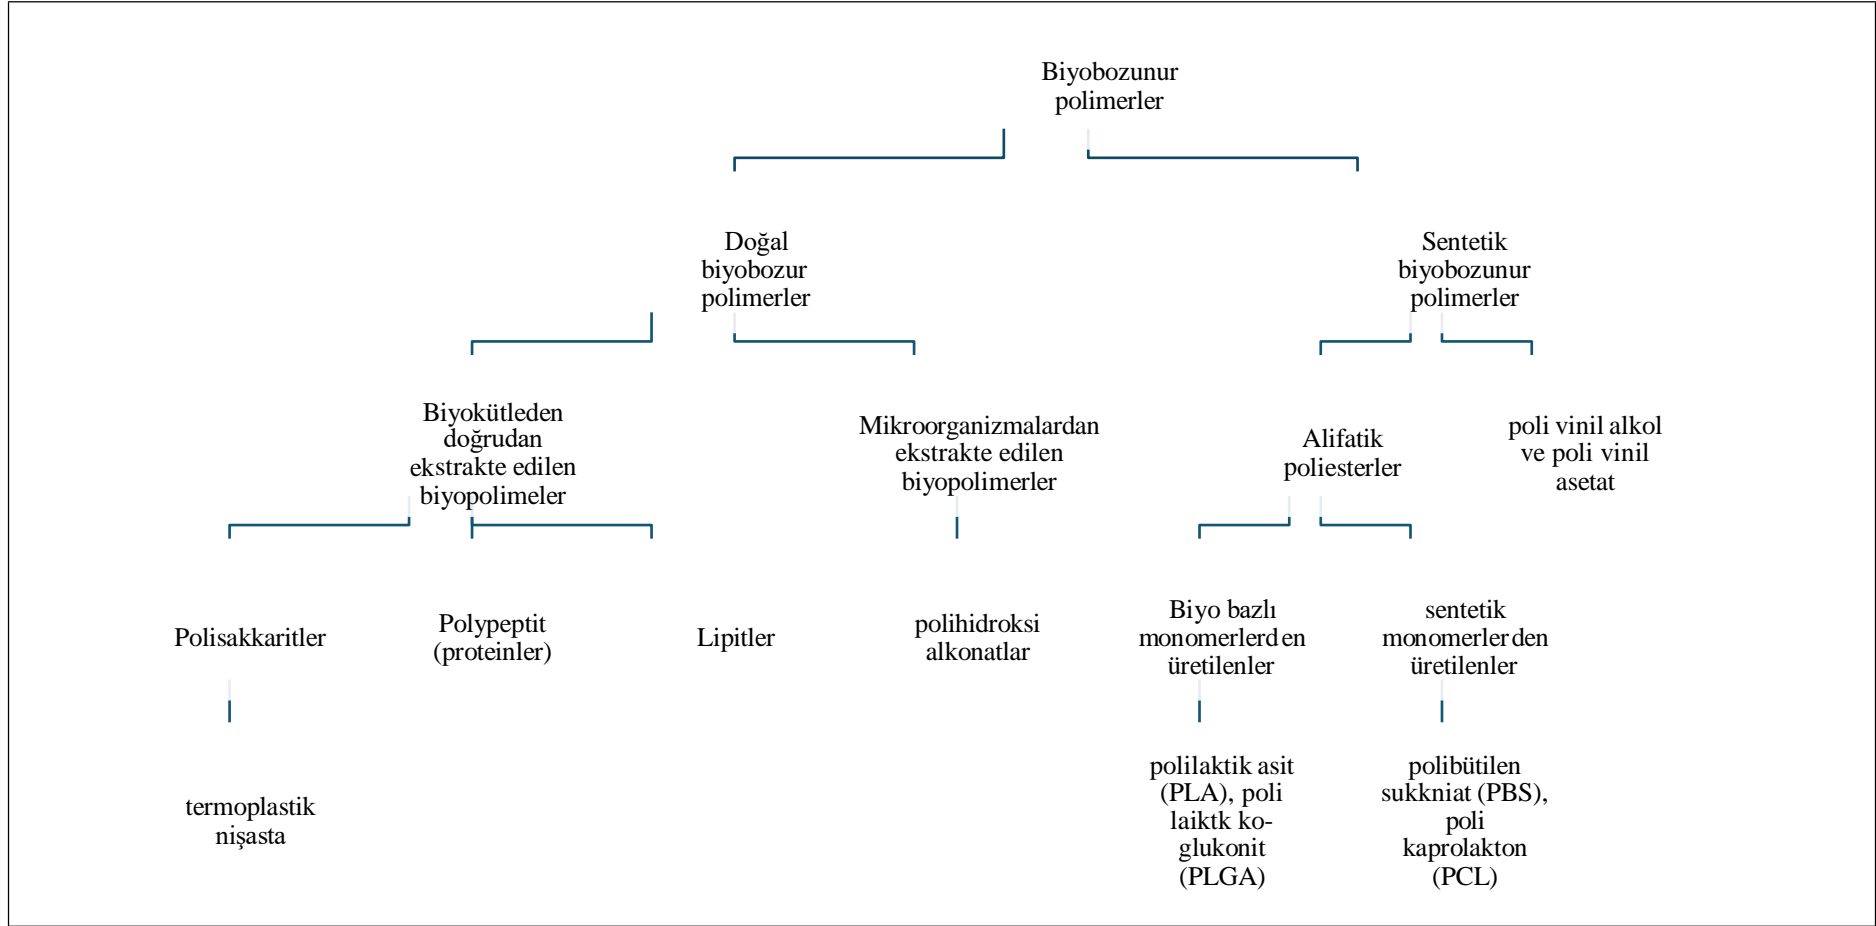 Biyobozunur
polimerler
Doğal
biyobozur
polimerler
Sentetik
biyobozunur
polimerler
Biyokütleden
doğrudan
ekstrakte edilen
biyopolimeler
Mikroorganizmalardan
ekstrakte edilen
biyopolimerler
Alifatik
poliesterler
poli vinil alkol
ve poli vinil
asetat
Polisakkaritler
Polypeptit
(proteinler)
Lipitler
polihidroksi
alkonatlar
Biyo bazlı
monomerlerden
üretilenler
sentetik
monomerlerden
üretilenler
termoplastik
nişasta
polilaktik asit
(PLA), poli
laiktk ko-
glukonit
(PLGA)
polibütilen
sukkniat (PBS),
poli
kaprolakton
(PCL)